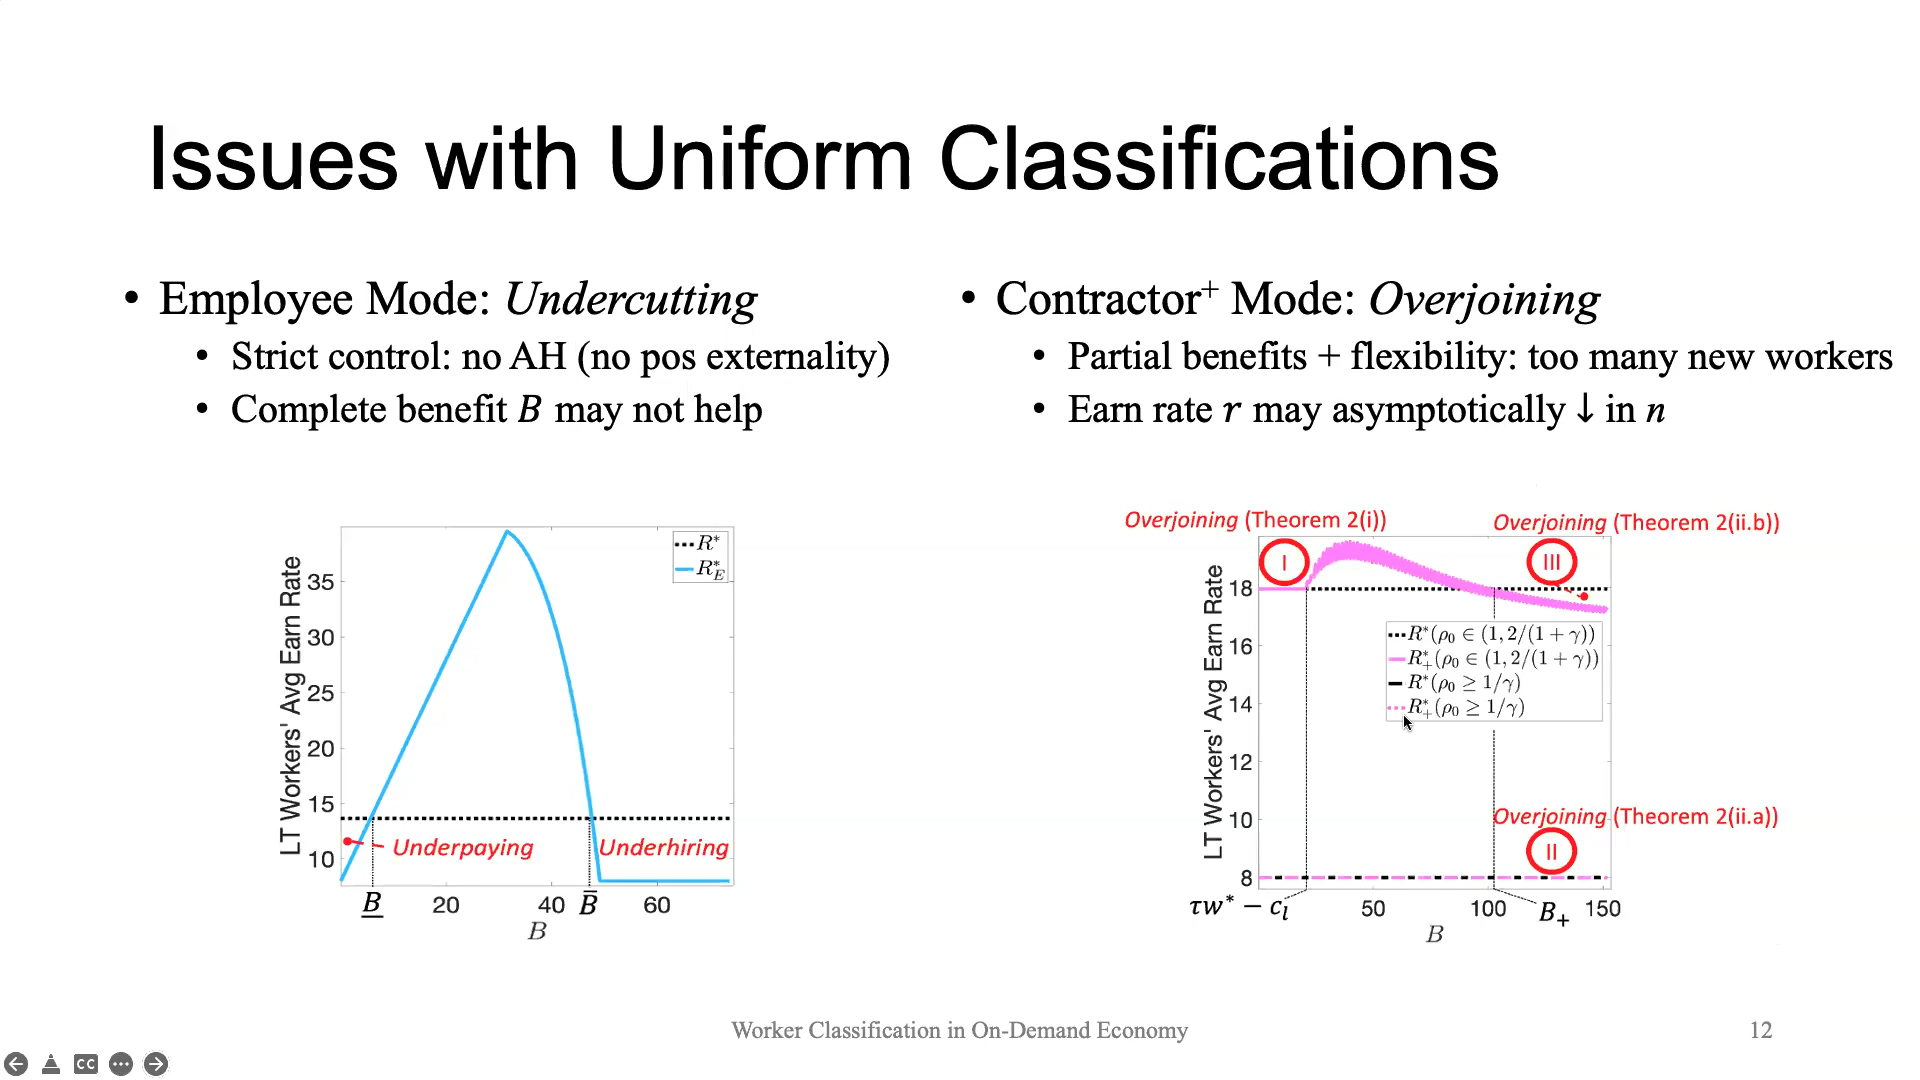 Issues with Uniform Classifications
• Employee Mode: Undercutting
• Strict control: no AH (no pos externality)
• Complete benefit B may not help
• Contractor⁺ Mode: Overjoining
• Partial benefits + flexibility: too many new workers
• Earn rate r may asymptotically ↓ in n
LT Workers' Avg Earn Rate
35
30
25
20
15
10
R*
R*_E
Underpaying
Underhiring
B̲
20
40
B̄
60
B
Overjoining (Theorem 2(i))
Overjoining (Theorem 2(ii.b))
I
III
LT Workers' Avg Earn Rate
18
16
14
12
10
8
R*(ρ₀ ∈ (1, 2/(1 + γ))
R*₊(ρ₀ ∈ (1, 2/(1 + γ))
R*(ρ₀ ≥ 1/γ)
R*₊(ρ₀ ≥ 1/γ)
Overjoining (Theorem 2(ii.a))
II
τw* − c_l
50
100
B₊
150
B
Worker Classification in On-Demand Economy
12
CC